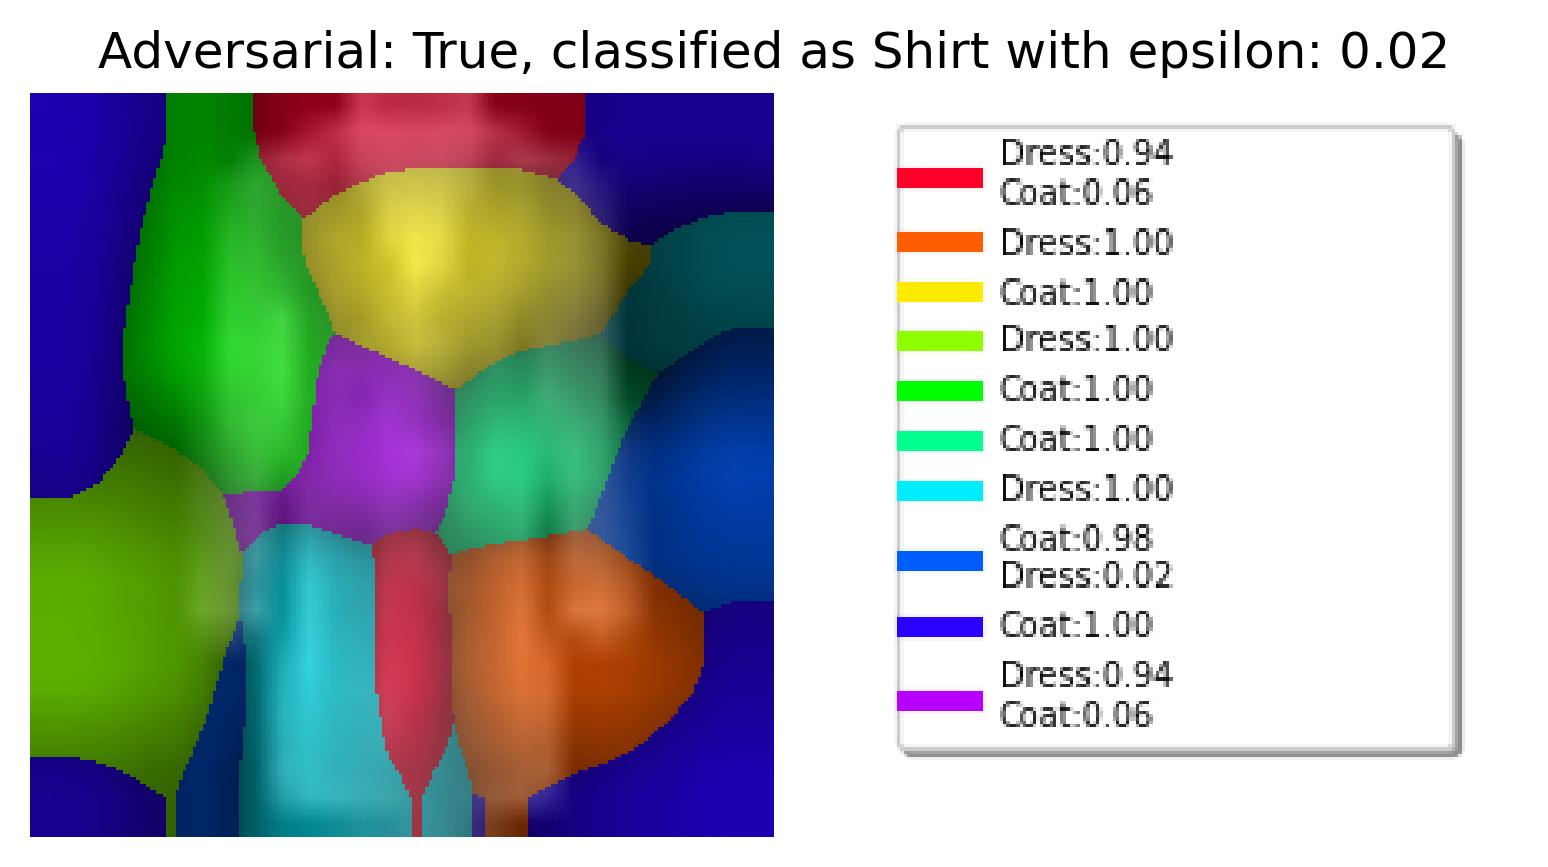 Adversarial: True, classified as Shirt with epsilon: 0.02
Dress:0.94
Coat:0.06
Dress:1.00
Coat:1.00
Dress:1.00
Coat:1.00
Coat:1.00
Dress:1.00
Coat:0.98
Dress:0.02
Coat:1.00
Dress:0.94
Coat:0.06